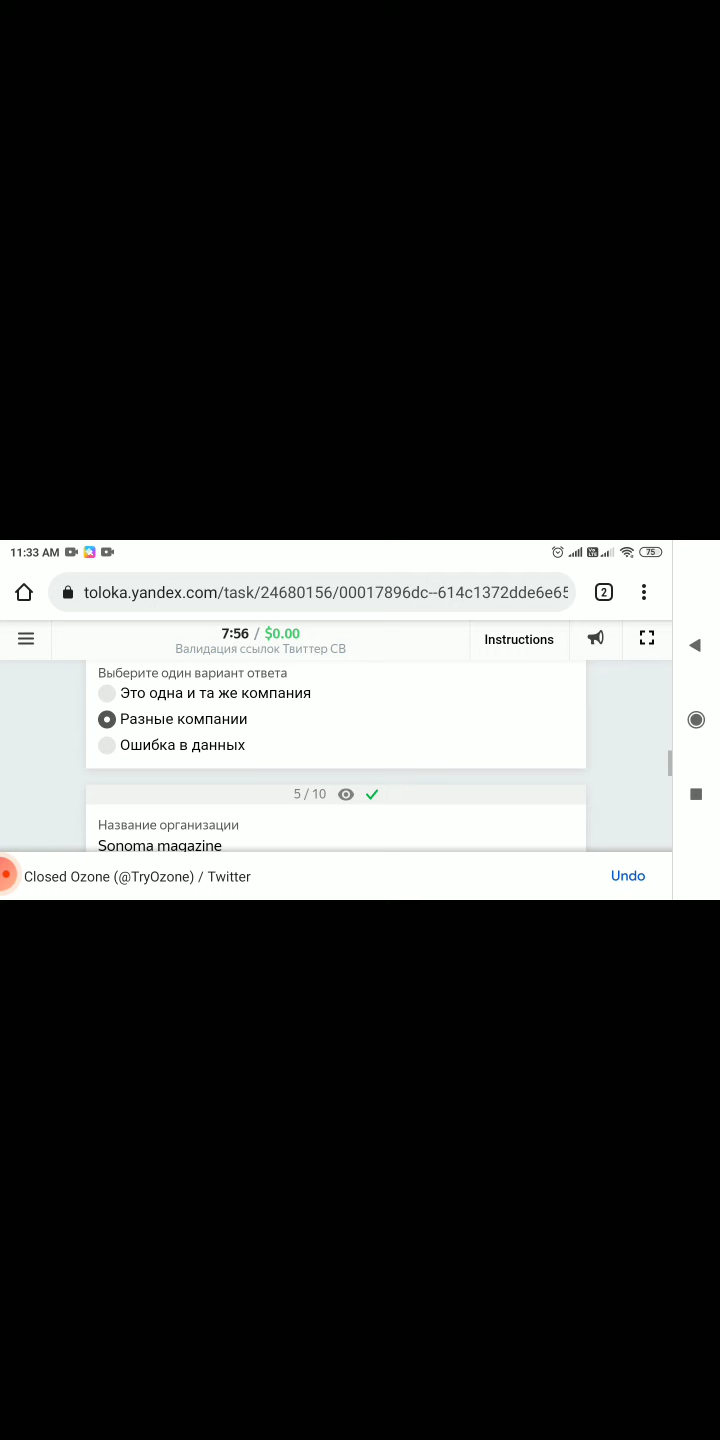 11:33 AM 75
toloka.yandex.com/task/24680156/00017896dc--614c1372dde6e65 2
7:56 / $0.00 Instructions
Валидация ссылок Твиттер СВ
Выберите один вариант ответа
Это одна и та же компания
Разные компании
Ошибка в данных
5 / 10
Название организации
Sonoma magazine
Closed Ozone (@TryOzone) / Twitter Undo